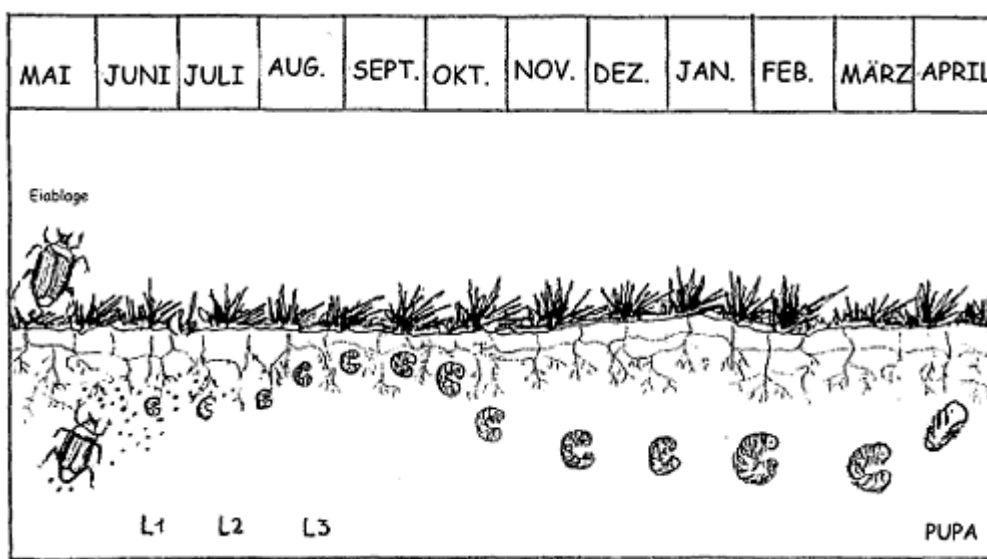 MAI JUNI JULI AUG. SEPT. OKT. NOV. DEZ. JAN. FEB. MÄRZ APRIL
Eiablage
L1 L2 L3 PUPA